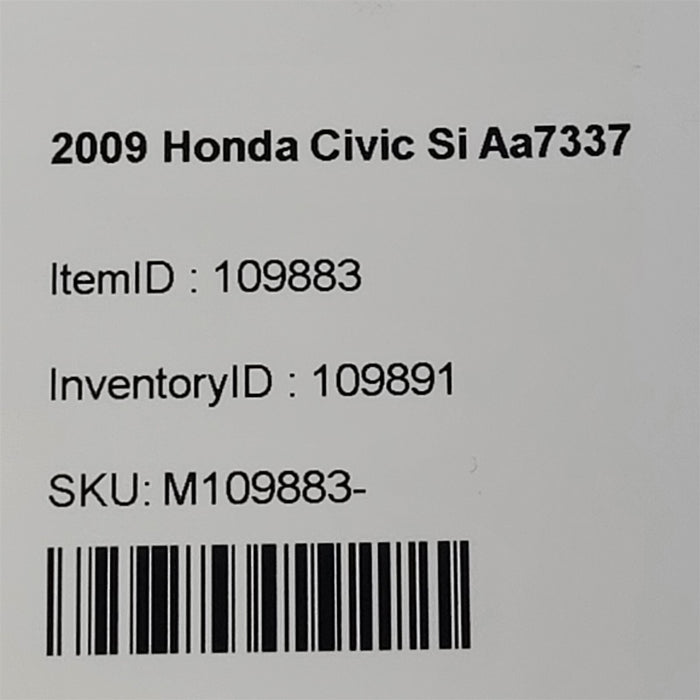 2009 Honda Civic Si Aa7337
ItemID : 109883
InventoryID : 109891
SKU: M109883-